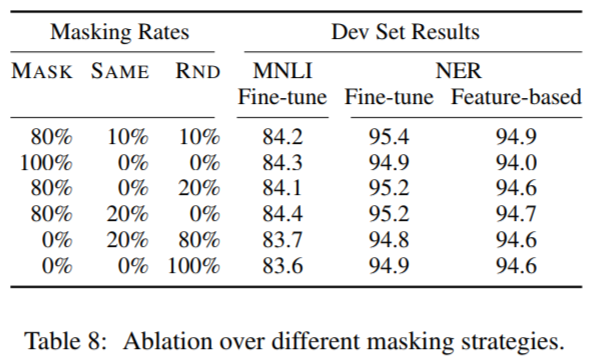 Masking Rates Dev Set Results
MASK SAME RND MNLI NER
Fine-tune Fine-tune Feature-based
80% 10% 10% 84.2 95.4 94.9
100% 0% 0% 84.3 94.9 94.0
80% 0% 20% 84.1 95.2 94.6
80% 20% 0% 84.4 95.2 94.7
0% 20% 80% 83.7 94.8 94.6
0% 0% 100% 83.6 94.9 94.6
Table 8: Ablation over different masking strategies.